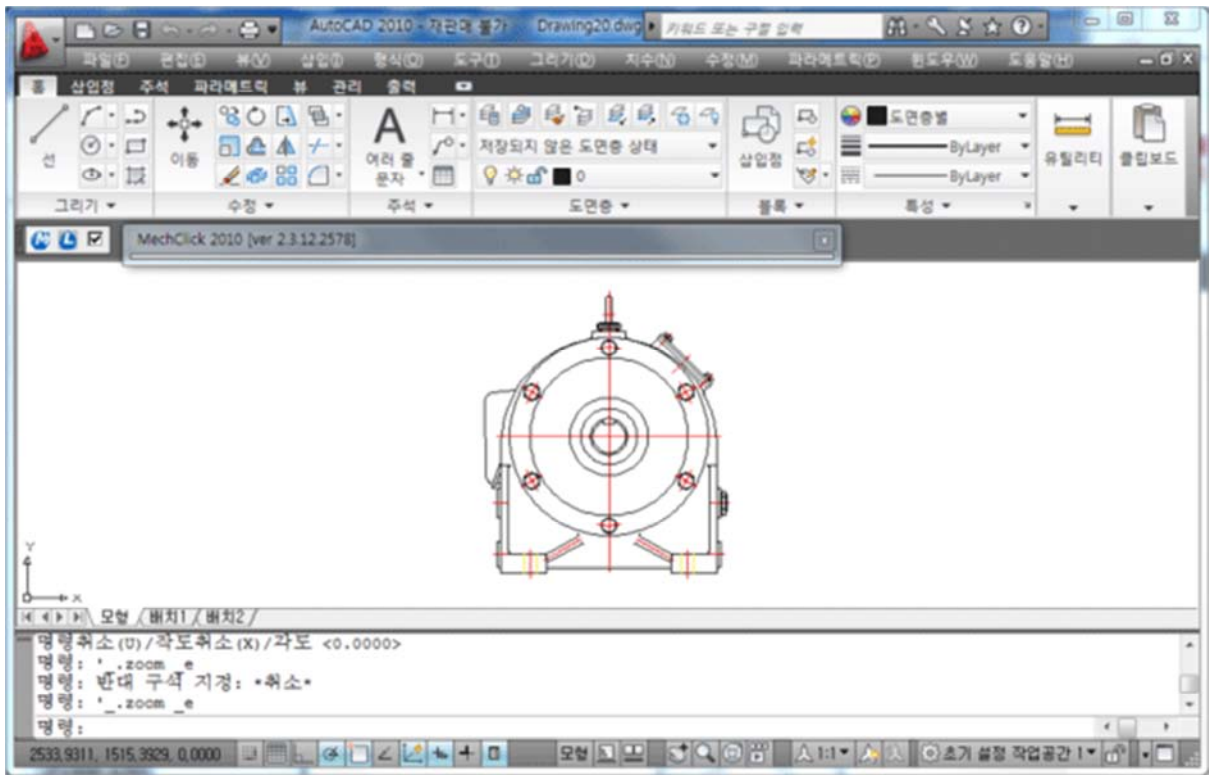 AutoCAD 2010 - 재판매 불가 Drawing20.dwg 키워드 또는 구절 입력
파일(F) 편집(E) 뷰(V) 삽입(I) 형식(O) 도구(T) 그리기(D) 치수(N) 수정(M) 파라메트릭(P) 윈도우(W) 도움말(H)
홈 삽입점 주석 파라메트릭 뷰 관리 출력
선 이동 A 여러 줄 문자 저장되지 않은 도면층 상태 0 삽입점 도면층별 ByLayer ByLayer 유틸리티 클립보드
그리기 수정 주석 도면층 블록 특성
MechClick 2010 [ver 2.3.12.2578]
Y
X
모형 배치1 배치2
명령취소(U)/각도취소(X)/각도 <0.0000>
명령: '_.zoom _e
명령: 반대 구석 지정: *취소*
명령: '_.zoom _e
명령:
2533.9311, 1515.3929, 0.0000 모형 1:1 초기 설정 작업공간 1